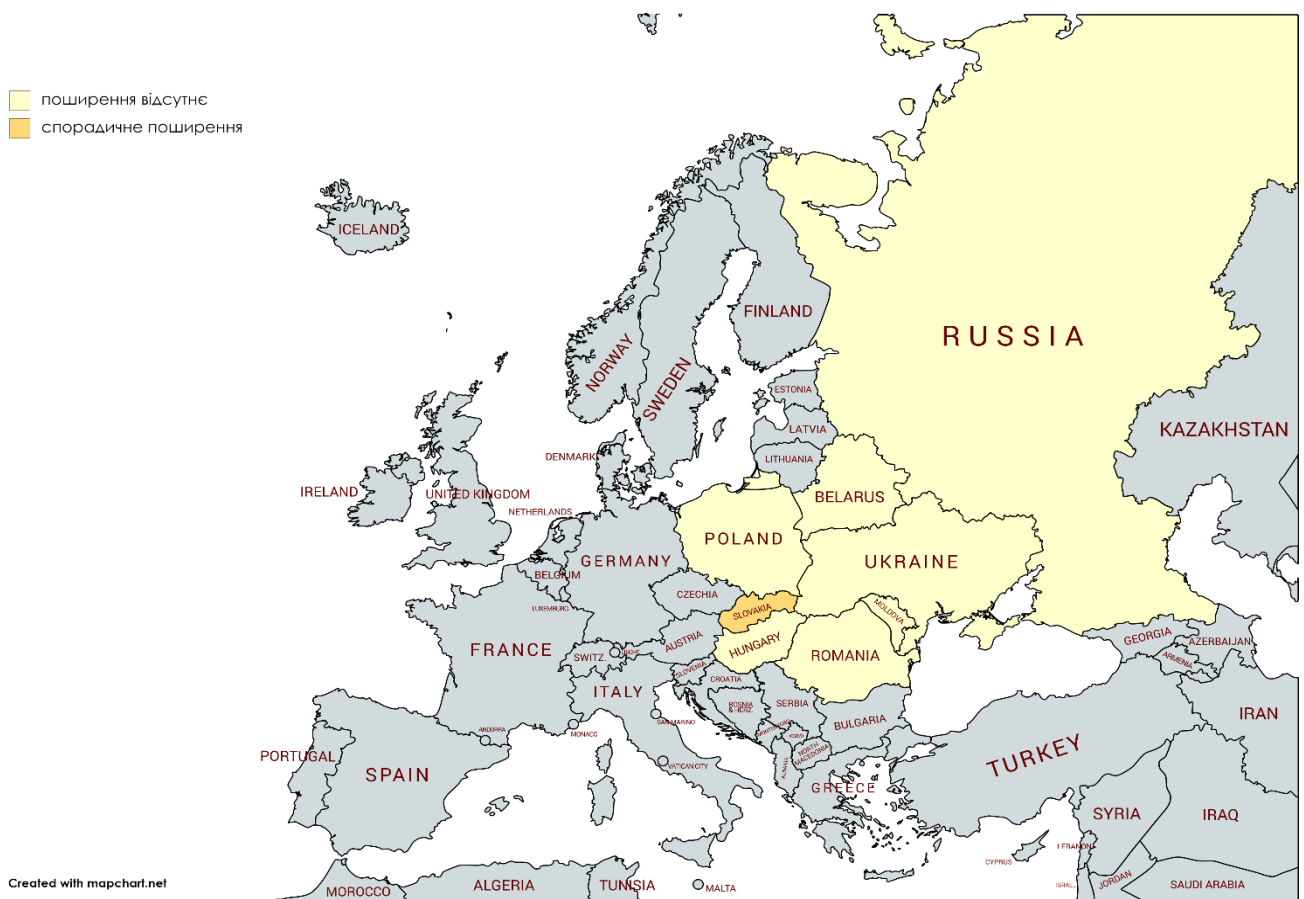 поширення відсутнє
спорадичне поширення
ICELAND
FINLAND
NORWAY
SWEDEN
RUSSIA
ESTONIA
LATVIA
LITHUANIA
KAZAKHSTAN
DENMARK
IRELAND
UNITED KINGDOM
NETHERLANDS
BELARUS
POLAND
GERMANY
UKRAINE
BELGIUM
CZECHIA
LUXEMBURG
SLOVAKIA
MOLDOVA
FRANCE
AUSTRIA
HUNGARY
ROMANIA
SWITZ.
SLOVENIA
CROATIA
ITALY
BOSNIA
& HERZ.
SERBIA
BULGARIA
GEORGIA
AZERBAIJAN
ARMENIA
ANDORRA
MONACO
SAN MARINO
NORTH
MACEDONIA
PORTUGAL
SPAIN
VATICAN CITY
ALBANIA
GREECE
TURKEY
IRAN
SYRIA
IRAQ
CYPRUS
JORDAN
SAUDI ARABIA
Created with mapchart.net
MOROCCO
ALGERIA
TUNISIA
MALTA